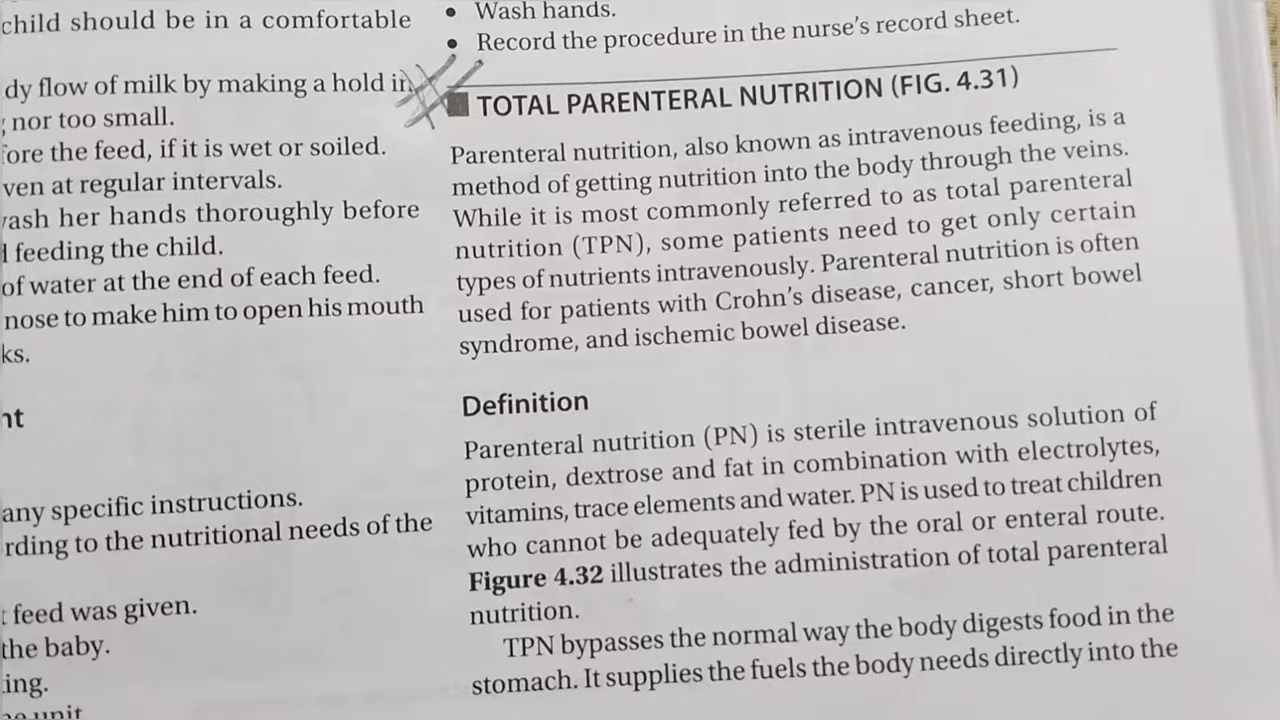 child should be in a comfortable
dy flow of milk by making a hold in
nor too small.
fore the feed, if it is wet or soiled.
ven at regular intervals.
wash her hands thoroughly before
feeding the child.
of water at the end of each feed.
nose to make him to open his mouth
ks.
nt
any specific instructions.
rding to the nutritional needs of the
feed was given.
the baby.
ing.
unit
• Wash hands.
• Record the procedure in the nurse's record sheet.
TOTAL PARENTERAL NUTRITION (FIG. 4.31)
Parenteral nutrition, also known as intravenous feeding, is a
method of getting nutrition into the body through the veins.
While it is most commonly referred to as total parenteral
nutrition (TPN), some patients need to get only certain
types of nutrients intravenously. Parenteral nutrition is often
used for patients with Crohn's disease, cancer, short bowel
syndrome, and ischemic bowel disease.
Definition
Parenteral nutrition (PN) is sterile intravenous solution of
protein, dextrose and fat in combination with electrolytes,
vitamins, trace elements and water. PN is used to treat children
who cannot be adequately fed by the oral or enteral route.
Figure 4.32 illustrates the administration of total parenteral
nutrition.
TPN bypasses the normal way the body digests food in the
stomach. It supplies the fuels the body needs directly into the